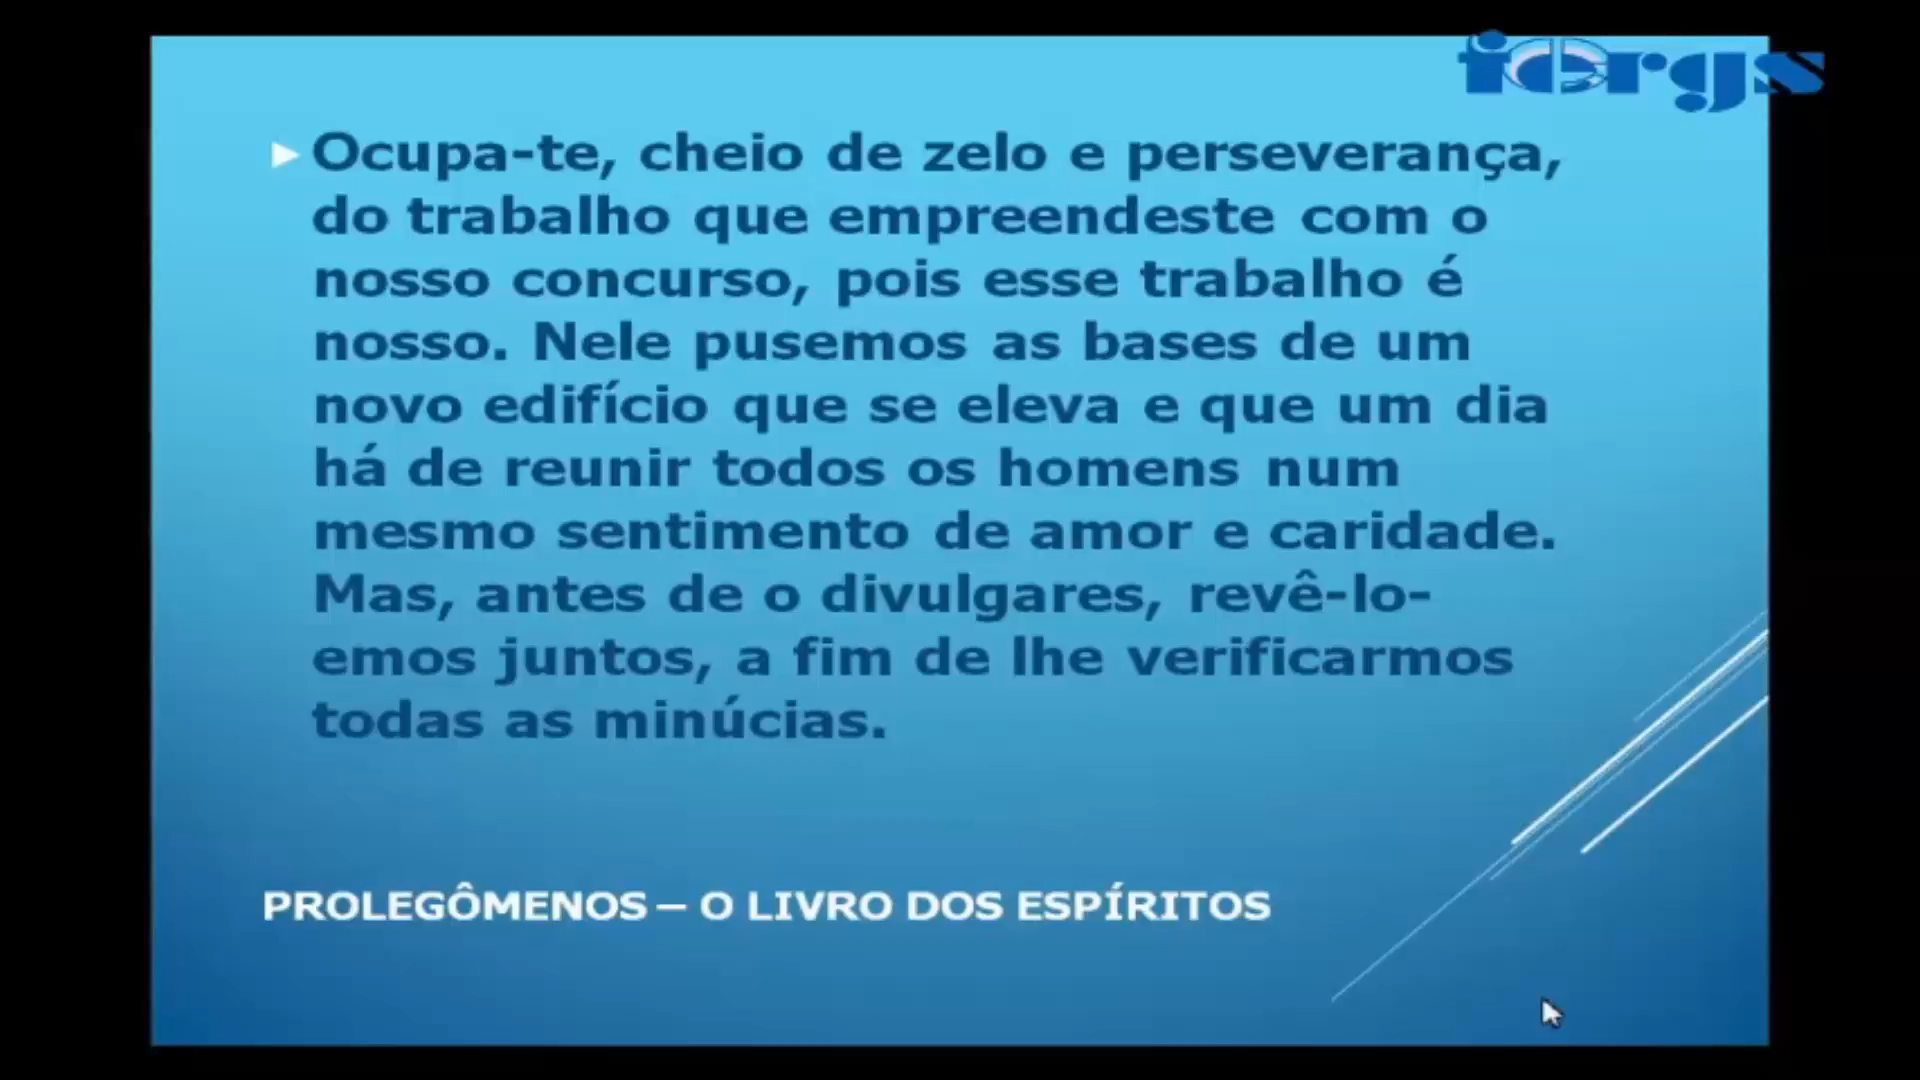 fergs
Ocupa-te, cheio de zelo e perseverança,
do trabalho que empreendeste com o
nosso concurso, pois esse trabalho é
nosso. Nele pusemos as bases de um
novo edifício que se eleva e que um dia
há de reunir todos os homens num
mesmo sentimento de amor e caridade.
Mas, antes de o divulgares, revê-lo-
emos juntos, a fim de lhe verificarmos
todas as minúcias.
PROLEGÔMENOS – O LIVRO DOS ESPÍRITOS